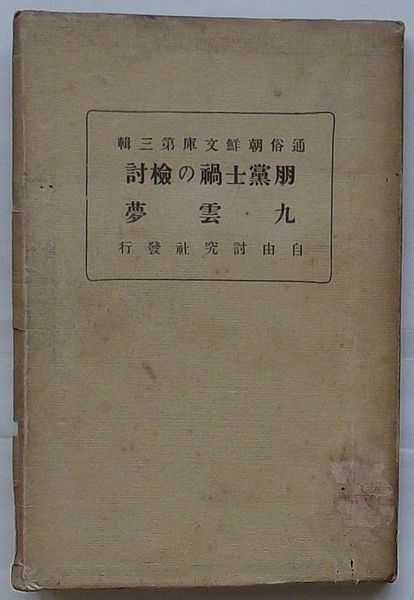 通俗朝鮮文庫第三輯
朋黨士禍の檢討
九雲夢
自由討究社發行